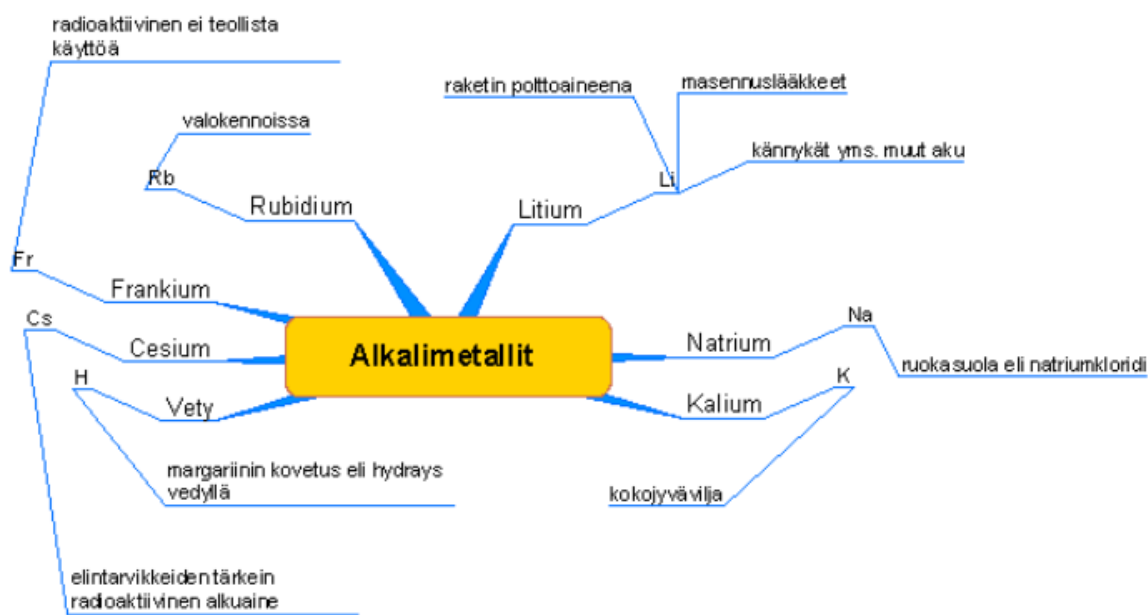 radioaktiivinen ei teollista
käyttöä
raketin polttoaineena
masennuslääkkeet
valokennoissa
kännykät yms. muut aku
Rb
Li
Rubidium
Litium
Fr
Frankium
Cs
Na
Alkalimetallit
Cesium
Natrium
ruokasuola eli natriumkloridi
H
K
Vety
Kalium
margariinin kovetus eli hydrays
vedyllä
kokojyvävilja
elintarvikkeiden tärkein
radioaktiivinen alkuaine